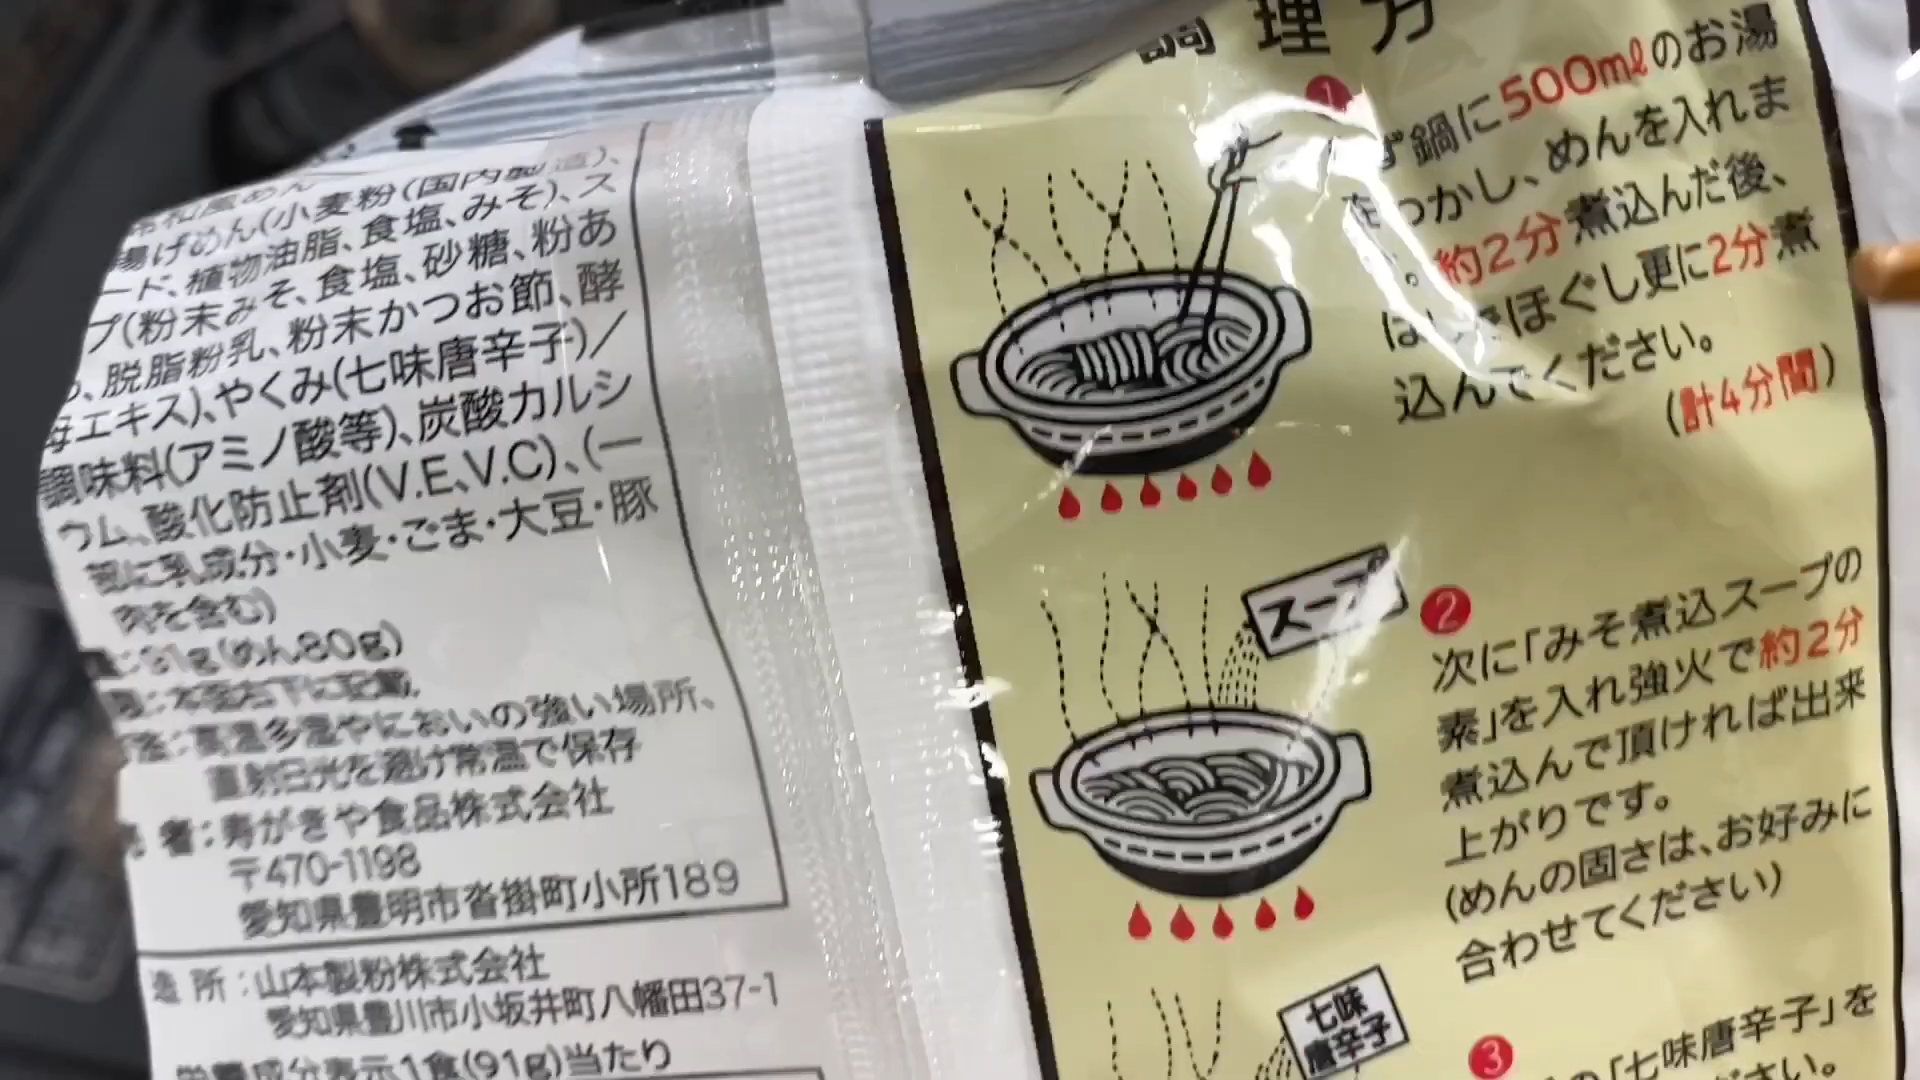 和風めん
揚げめん(小麦粉(国内製造)、
ード、植物油脂、食塩、みそ)、ス
プ(粉末みそ、食塩、砂糖、粉あ
脱脂粉乳、粉末かつお節、酵
母エキス)、やくみ(七味唐辛子)/
調味料(アミノ酸等)、炭酸カルシ
ウム、酸化防止剤(V.E、V.C)、(一
部に乳成分・小麦・ごま・大豆・豚
肉を含む)
91g(めん80g)
高温多湿やにおいの強い場所、
直射日光を避け常温で保存
者:寿がきや食品株式会社
〒470-1198
愛知県豊明市沓掛町小所189
造所:山本製粉株式会社
愛知県豊川市小坂井町八幡田37-1
栄養成分表示1食(91g)当たり
調理方
1
ず鍋に500mlのお湯
をわかし、めんを入れま
約2分煮込んだ後、
ほぐし更に2分煮
込んでください。
(計4分間)
スープ
2
次に「みそ煮込スープの
素」を入れ強火で約2分
煮込んで頂ければ出来
上がりです。
(めんの固さは、お好みに
合わせてください)
七味
唐辛子
3
の「七味唐辛子」を
ださい。